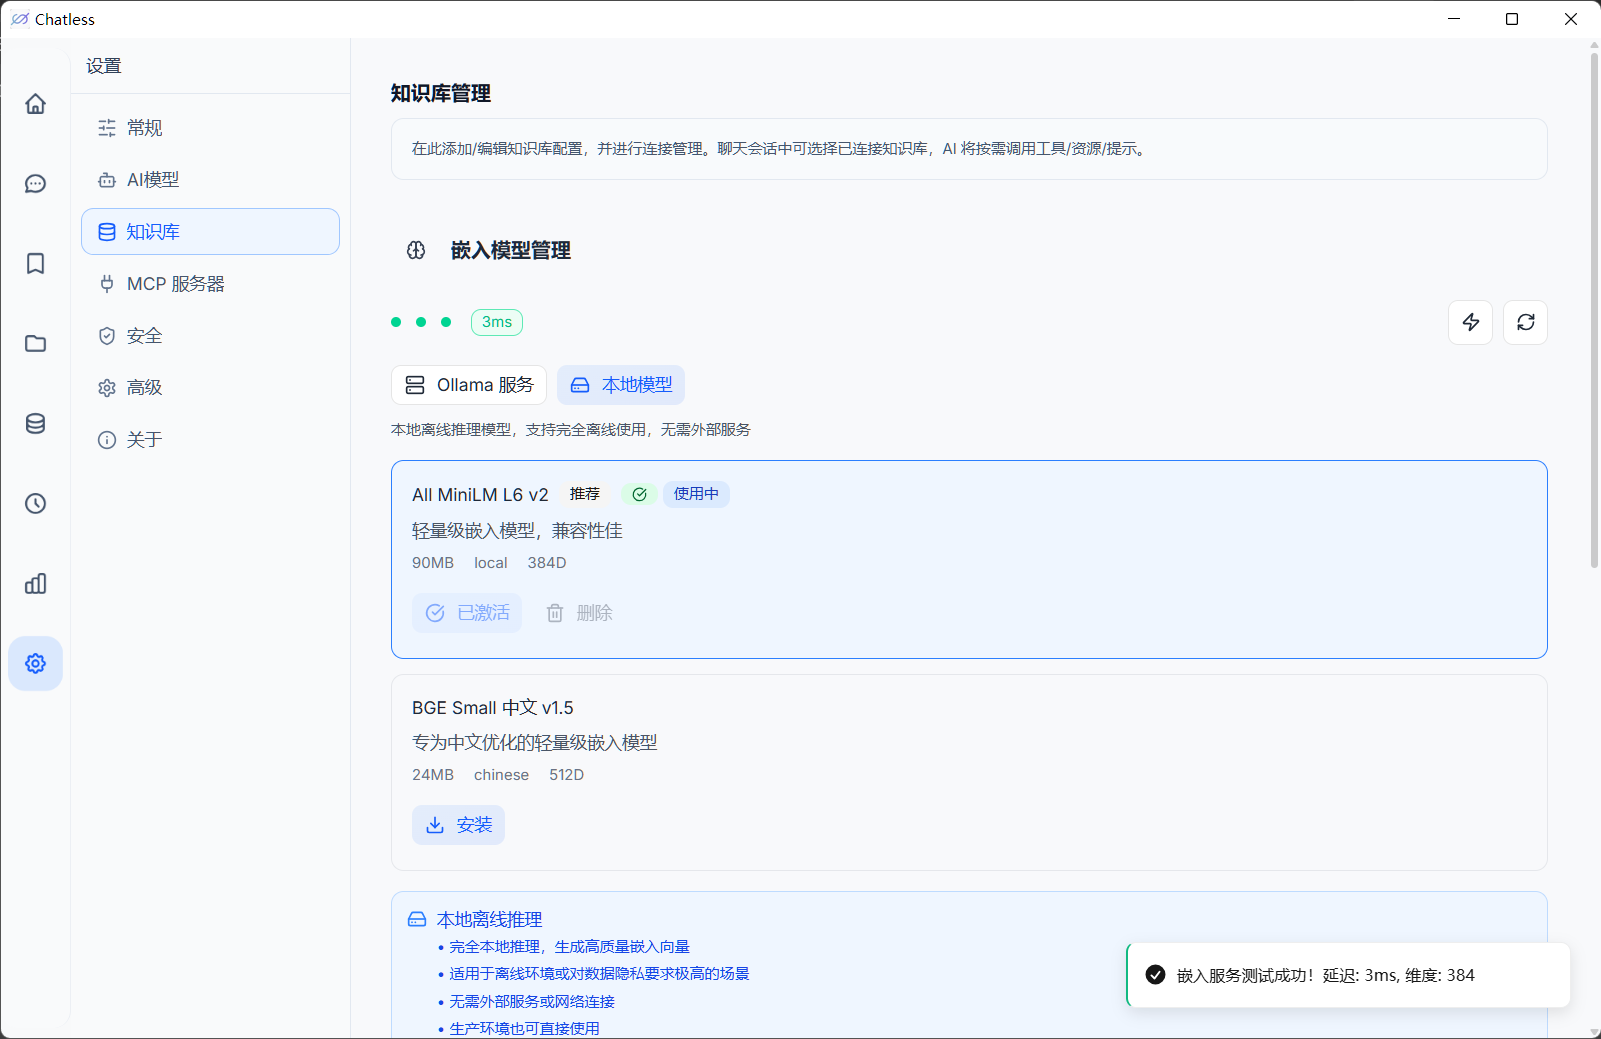 Chatless
设置
常规
AI模型
知识库
MCP 服务器
安全
高级
关于
知识库管理
在此添加/编辑知识库配置，并进行连接管理。聊天会话中可选择已连接知识库，AI 将按需调用工具/资源/提示。
嵌入模型管理
3ms
Ollama 服务
本地模型
本地离线推理模型，支持完全离线使用，无需外部服务
All MiniLM L6 v2 推荐 使用中
轻量级嵌入模型，兼容性佳
90MB local 384D
已激活 删除
BGE Small 中文 v1.5
专为中文优化的轻量级嵌入模型
24MB chinese 512D
安装
本地离线推理
• 完全本地推理，生成高质量嵌入向量
• 适用于离线环境或对数据隐私要求极高的场景
• 无需外部服务或网络连接
• 生产环境也可直接使用
嵌入服务测试成功！延迟: 3ms, 维度: 384